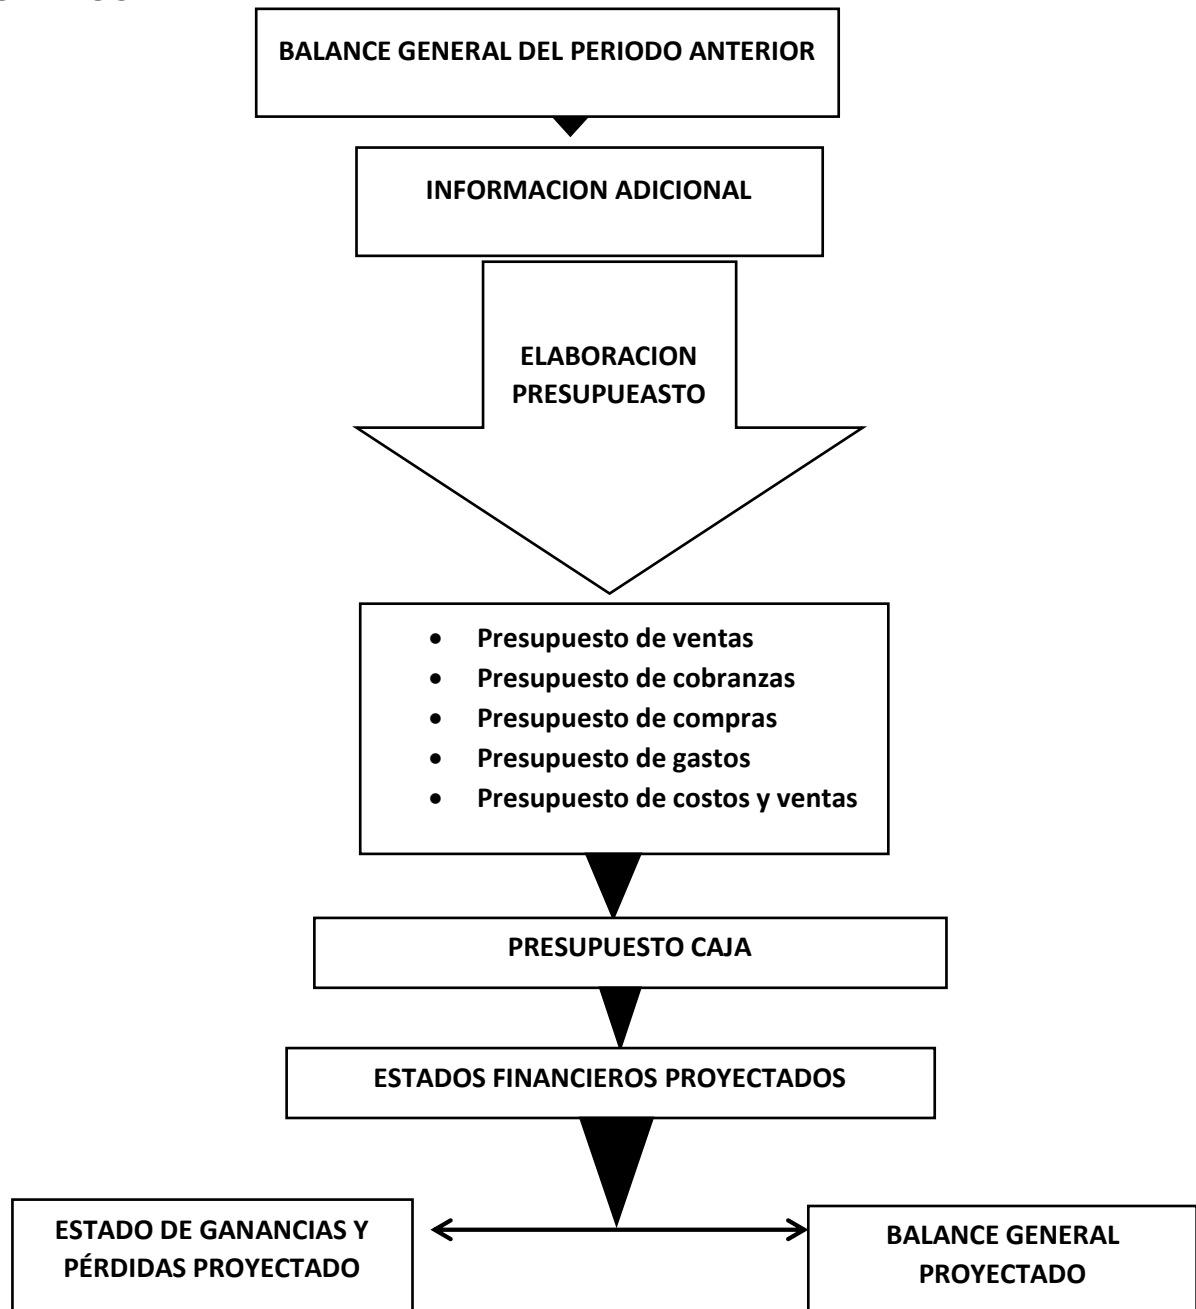 BALANCE GENERAL DEL PERIODO ANTERIOR
INFORMACION ADICIONAL
ELABORACION
PRESUPUEASTO
• Presupuesto de ventas
• Presupuesto de cobranzas
• Presupuesto de compras
• Presupuesto de gastos
• Presupuesto de costos y ventas
PRESUPUESTO CAJA
ESTADOS FINANCIEROS PROYECTADOS
ESTADO DE GANANCIAS Y
PÉRDIDAS PROYECTADO
BALANCE GENERAL
PROYECTADO